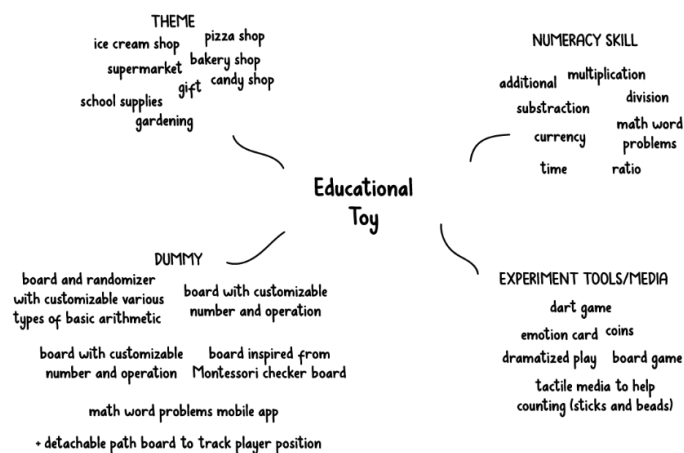 THEME
ice cream shop
pizza shop
supermarket
bakery shop
gift
candy shop
school supplies
gardening
NUMERACY SKILL
additional
multiplication
substraction
division
currency
math word
problems
time
ratio
Educational
Toy
DUMMY
board and randomizer
with customizable various
types of basic arithmetic
board with customizable
number and operation
board with customizable
number and operation
board inspired from
Montessori checker board
math word problems mobile app
+ detachable path board to track player position
EXPERIMENT TOOLS/MEDIA
dart game
emotion card
coins
dramatized play
board game
tactile media to help
counting (sticks and beads)